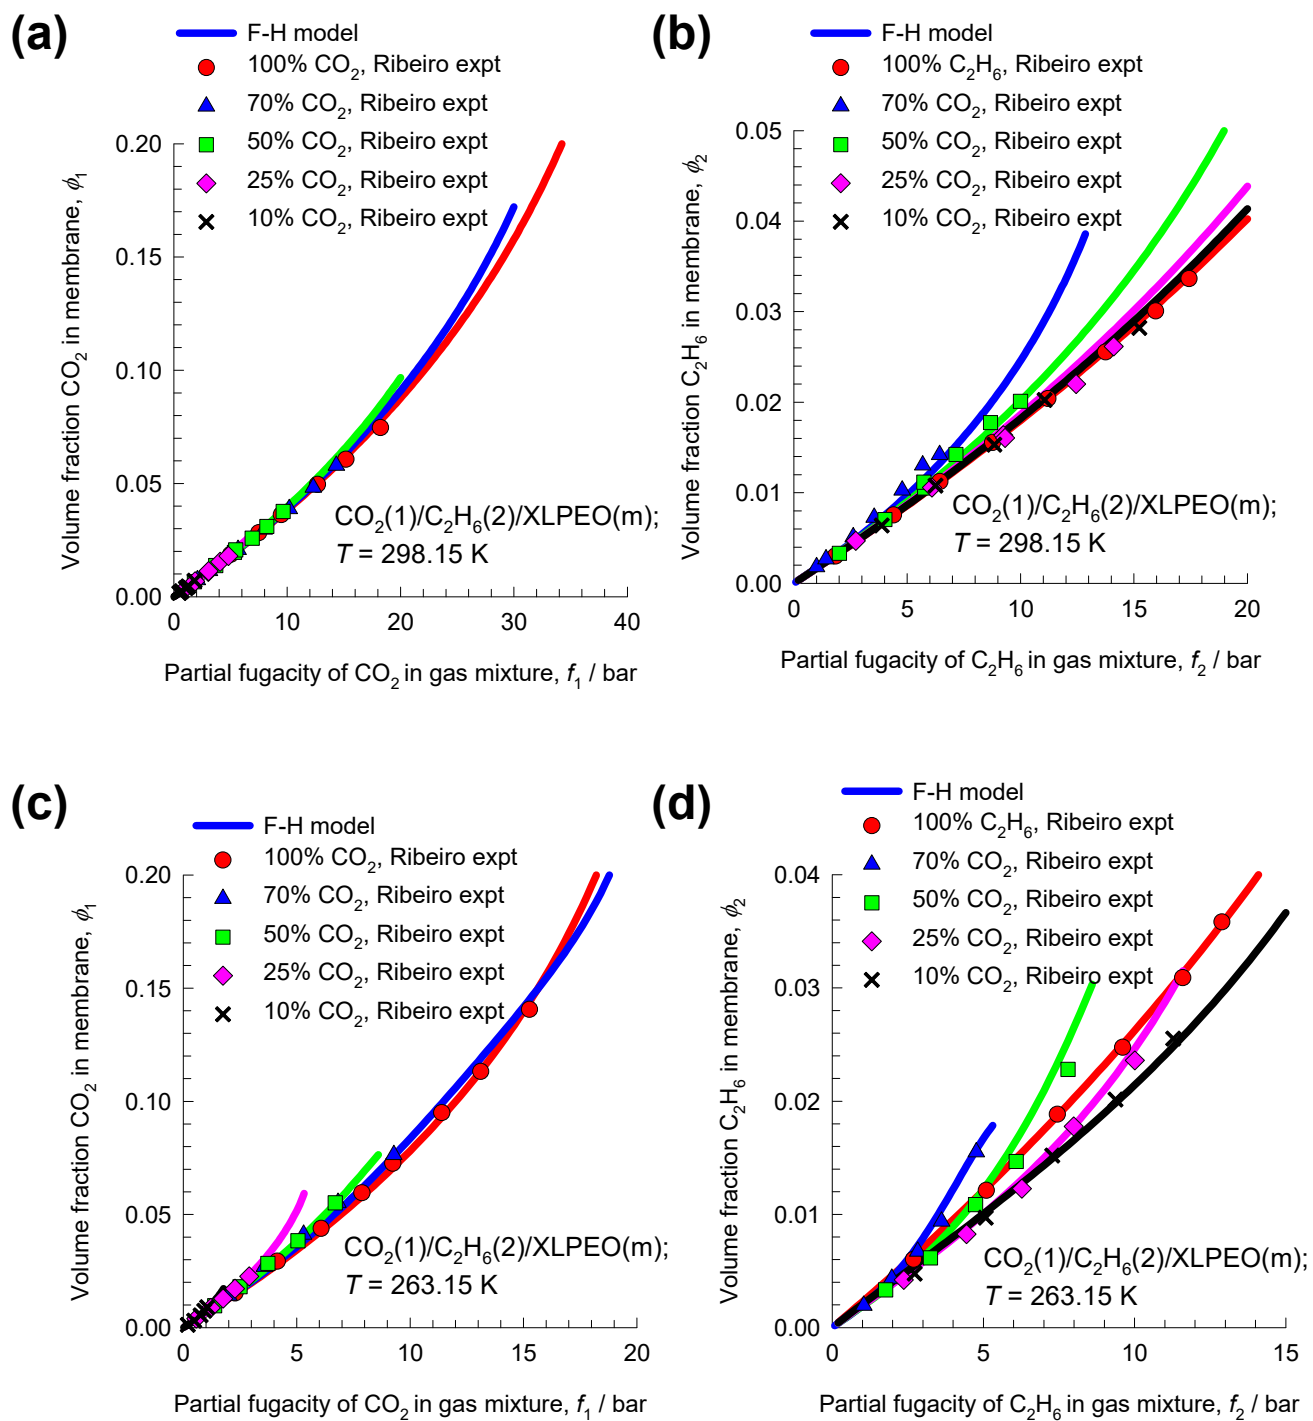 (a)
F-H model
100% CO2, Ribeiro expt
70% CO2, Ribeiro expt
50% CO2, Ribeiro expt
25% CO2, Ribeiro expt
10% CO2, Ribeiro expt
Volume fraction CO2 in membrane, ϕ1
0.20
0.15
0.10
0.05
0.00
CO2(1)/C2H6(2)/XLPEO(m);
T = 298.15 K
0 10 20 30 40
Partial fugacity of CO2 in gas mixture, f1 / bar
(b)
F-H model
100% C2H6, Ribeiro expt
70% CO2, Ribeiro expt
50% CO2, Ribeiro expt
25% CO2, Ribeiro expt
10% CO2, Ribeiro expt
Volume fraction C2H6 in membrane, ϕ2
0.05
0.04
0.03
0.02
0.01
0.00
CO2(1)/C2H6(2)/XLPEO(m);
T = 298.15 K
0 5 10 15 20
Partial fugacity of C2H6 in gas mixture, f2 / bar
(c)
F-H model
100% CO2, Ribeiro expt
70% CO2, Ribeiro expt
50% CO2, Ribeiro expt
25% CO2, Ribeiro expt
10% CO2, Ribeiro expt
Volume fraction CO2 in membrane, ϕ1
0.20
0.15
0.10
0.05
0.00
CO2(1)/C2H6(2)/XLPEO(m);
T = 263.15 K
0 5 10 15 20
Partial fugacity of CO2 in gas mixture, f1 / bar
(d)
F-H model
100% C2H6, Ribeiro expt
70% CO2, Ribeiro expt
50% CO2, Ribeiro expt
25% CO2, Ribeiro expt
10% CO2, Ribeiro expt
Volume fraction C2H6 in membrane, ϕ2
0.04
0.03
0.02
0.01
0.00
CO2(1)/C2H6(2)/XLPEO(m);
T = 263.15 K
0 5 10 15
Partial fugacity of C2H6 in gas mixture, f2 / bar